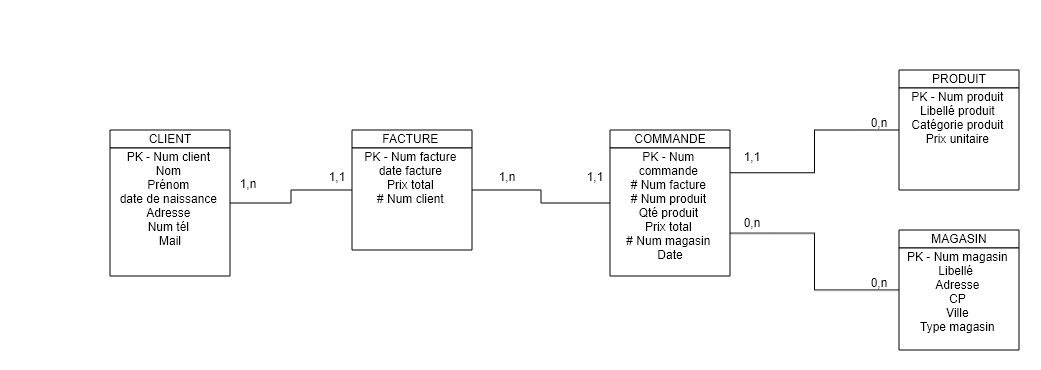 CLIENT
PK - Num client
Nom
Prénom
date de naissance
Adresse
Num tél
Mail
1,n
1,1
FACTURE
PK - Num facture
date facture
Prix total
# Num client
1,n
1,1
COMMANDE
PK - Num
commande
# Num facture
# Num produit
Qté produit
Prix total
# Num magasin
Date
1,1
0,n
0,n
0,n
PRODUIT
PK - Num produit
Libellé produit
Catégorie produit
Prix unitaire
MAGASIN
PK - Num magasin
Libellé
Adresse
CP
Ville
Type magasin